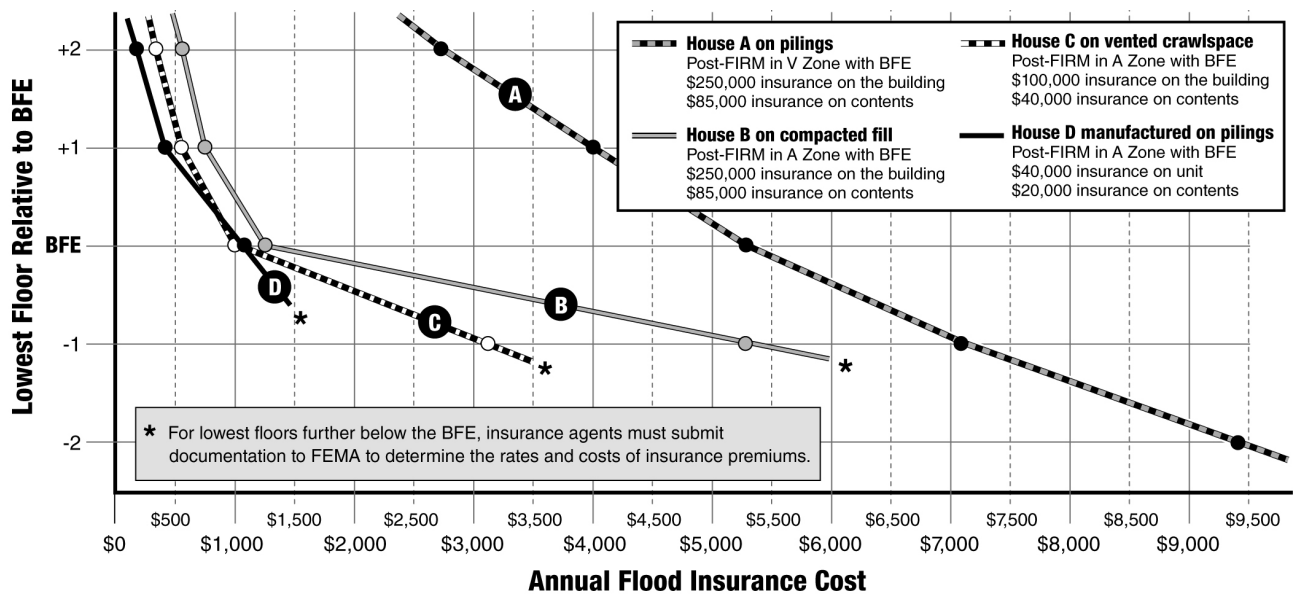 Lowest Floor Relative to BFE
+2
+1
BFE
-1
-2
A
B
C
D
*
*
*
House A on pilings
Post-FIRM in V Zone with BFE
$250,000 insurance on the building
$85,000 insurance on contents
House B on compacted fill
Post-FIRM in A Zone with BFE
$250,000 insurance on the building
$85,000 insurance on contents
House C on vented crawlspace
Post-FIRM in A Zone with BFE
$100,000 insurance on the building
$40,000 insurance on contents
House D manufactured on pilings
Post-FIRM in A Zone with BFE
$40,000 insurance on unit
$20,000 insurance on contents
* For lowest floors further below the BFE, insurance agents must submit
documentation to FEMA to determine the rates and costs of insurance premiums.
$500 $1,500 $2,500 $3,500 $4,500 $5,500 $6,500 $7,500 $8,500 $9,500
$0 $1,000 $2,000 $3,000 $4,000 $5,000 $6,000 $7,000 $8,000 $9,000
Annual Flood Insurance Cost